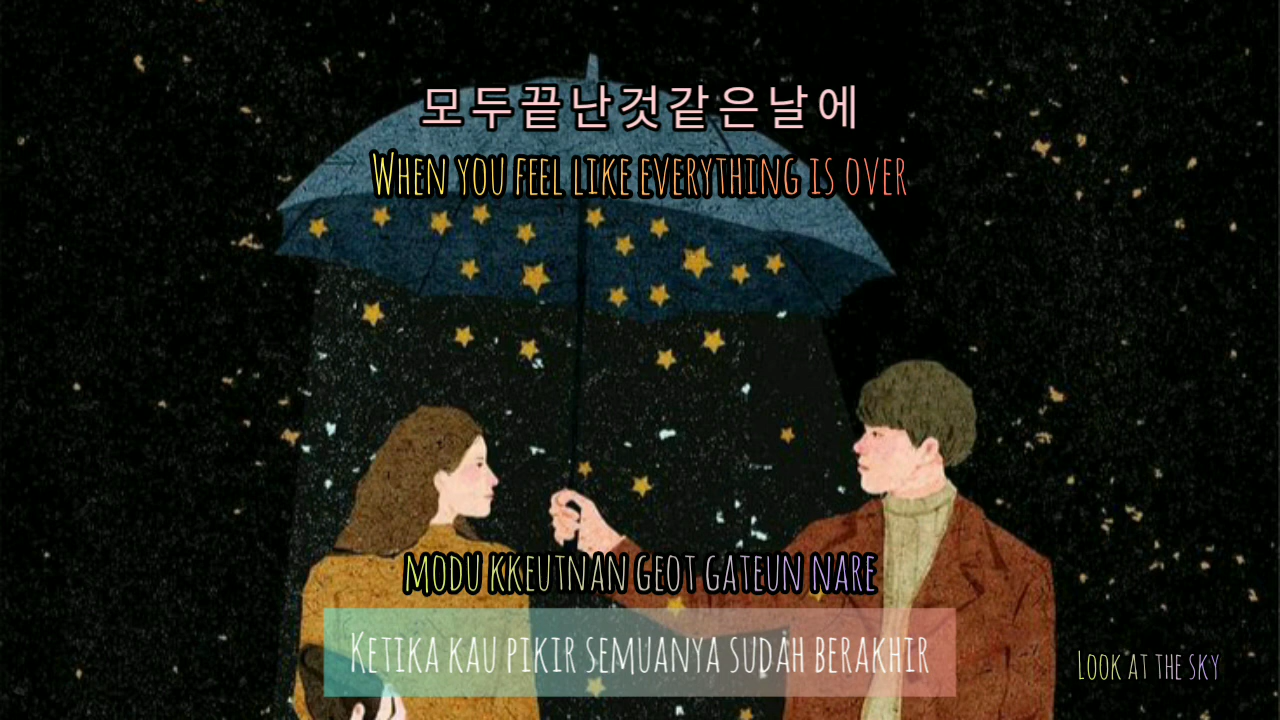 모두끝난것같은날에
When you feel like everything is over
modu kkeutnan geot gateun nare
Ketika kau pikir semuanya sudah berakhir
Look at the sky